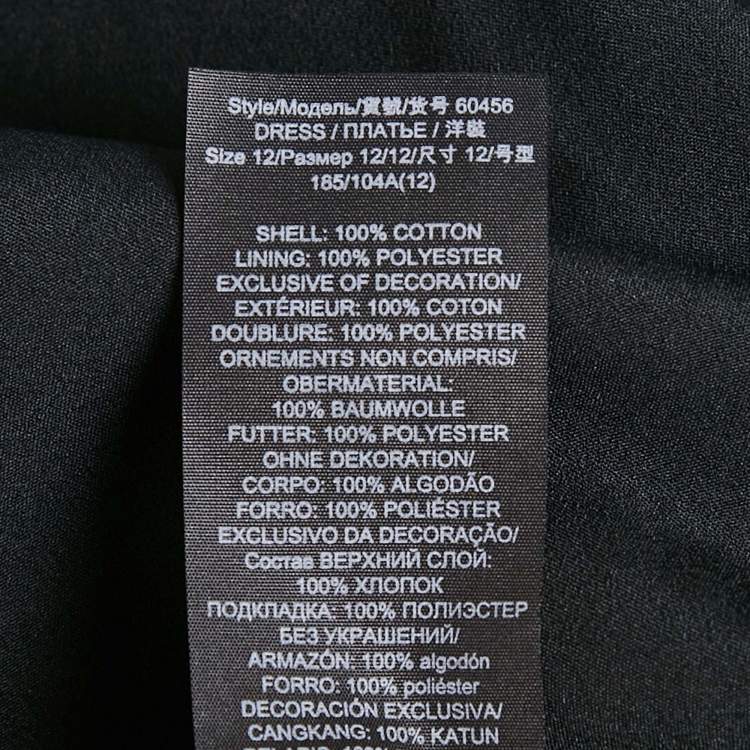 Style/Модель/貨號/货号 60456
DRESS / ПЛАТЬЕ / 洋裝
Size 12/Размер 12/12/尺寸 12/号型
185/104A(12)
SHELL: 100% COTTON
LINING: 100% POLYESTER
EXCLUSIVE OF DECORATION/
EXTÉRIEUR: 100% COTON
DOUBLURE: 100% POLYESTER
ORNEMENTS NON COMPRIS/
OBERMATERIAL:
100% BAUMWOLLE
FUTTER: 100% POLYESTER
OHNE DEKORATION/
CORPO: 100% ALGODÃO
FORRO: 100% POLIÉSTER
EXCLUSIVO DA DECORAÇÃO/
Состав ВЕРХНИЙ СЛОЙ:
100% ХЛОПОК
ПОДКЛАДКА: 100% ПОЛИЭСТЕР
БЕЗ УКРАШЕНИЙ/
ARMAZÓN: 100% algodón
FORRO: 100% poliéster
DECORACIÓN EXCLUSIVA/
CANGKANG: 100% KATUN